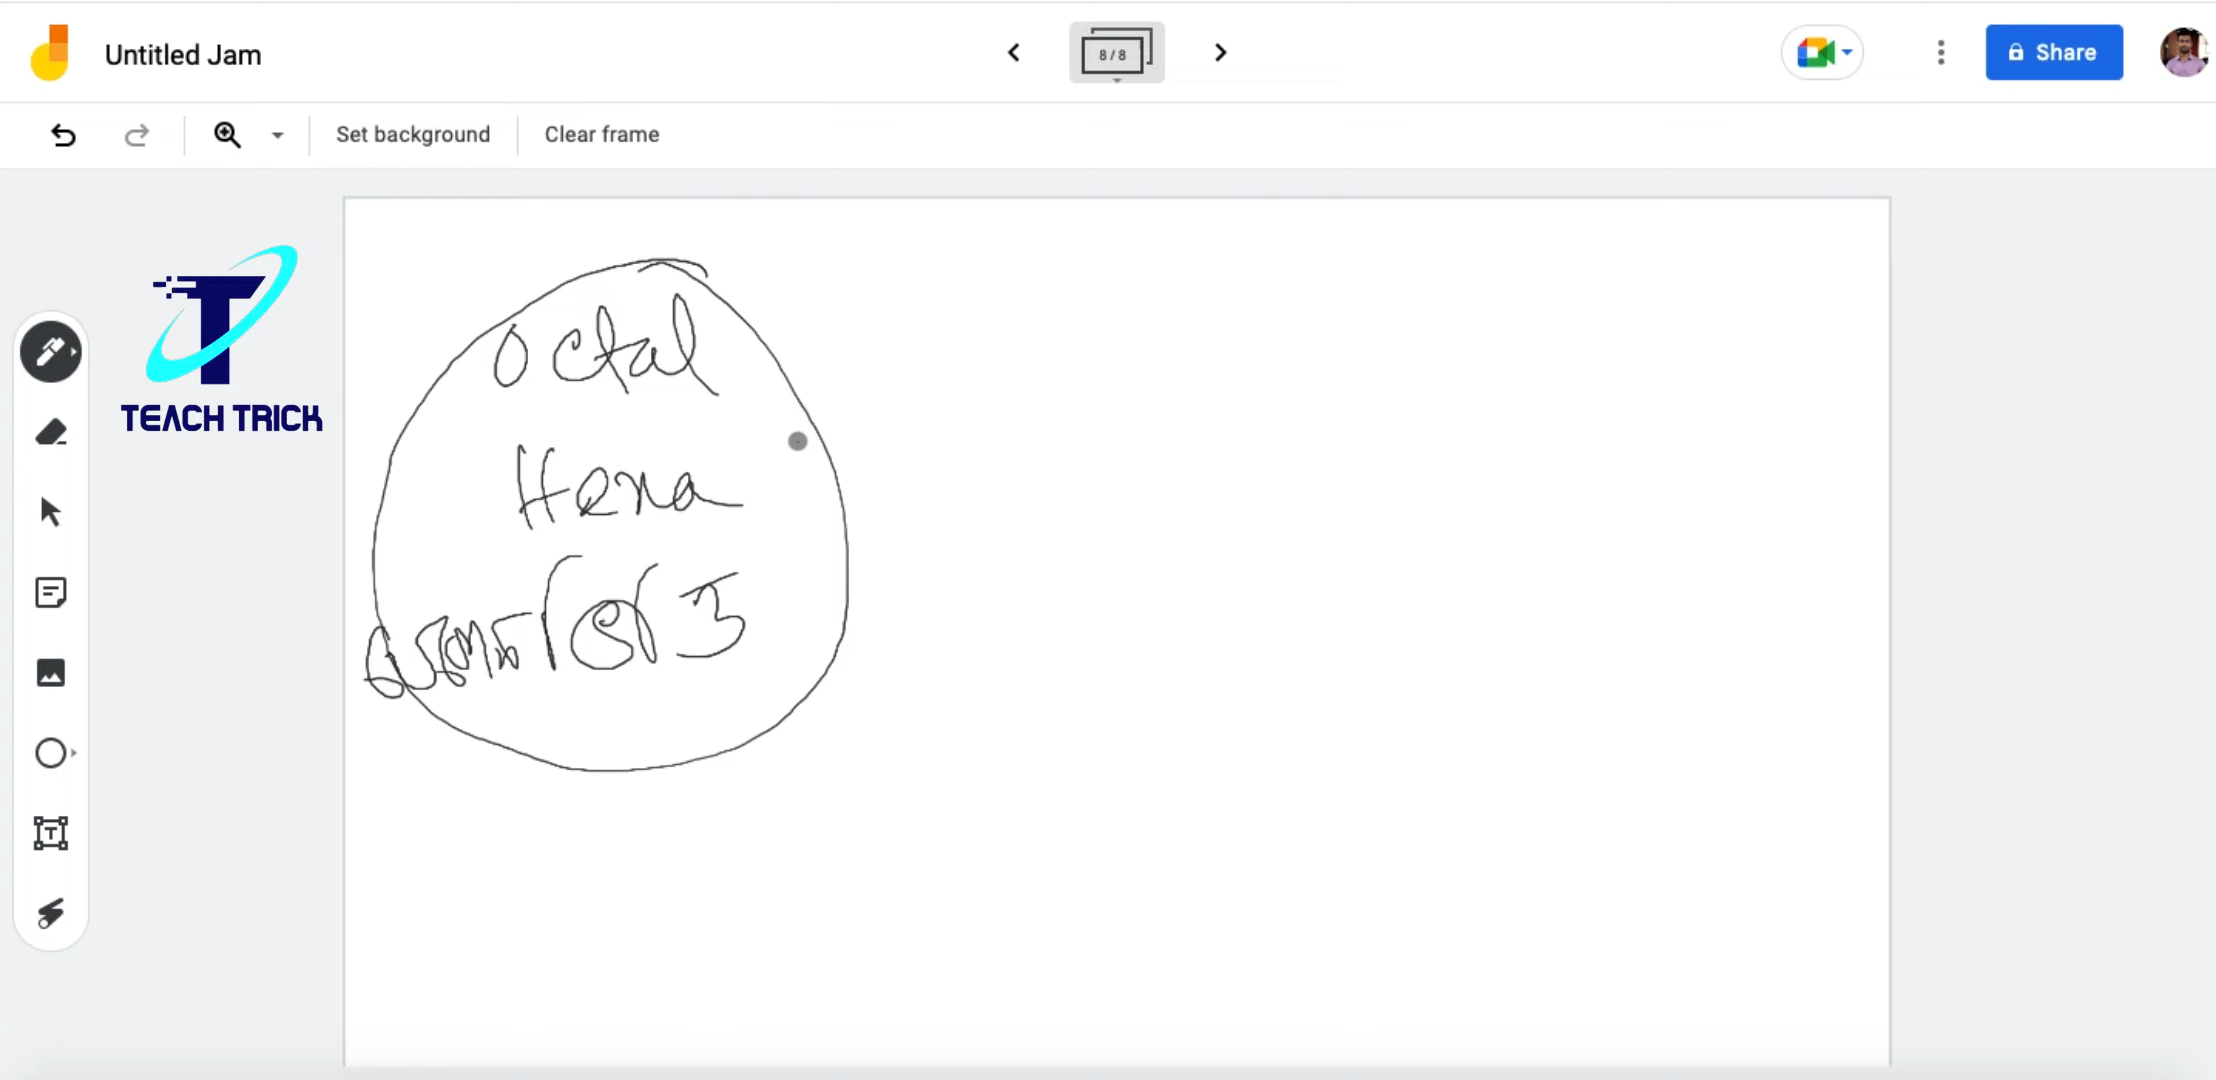 Untitled Jam
8 / 8
Share
Set background
Clear frame
TEACH TRICK
Octal
Hexa